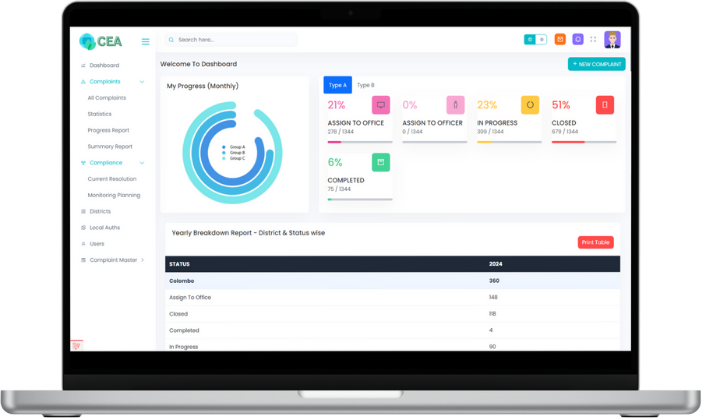 CEA
Search here...
Welcome To Dashboard
+ NEW COMPLAINT
Dashboard
Complaints
All Complaints
Statistics
Progress Report
Summary Report
Compliance
Current Resolution
Monitoring Planning
Districts
Local Auths
Users
Complaint Master
My Progress (Monthly)
Group A
Group B
Group C
Type A Type B
21% 0% 23% 51%
ASSIGN TO OFFICE ASSIGN TO OFFICER IN PROGRESS CLOSED
276 / 1344 0 / 1344 309 / 1344 679 / 1344
6%
COMPLETED
75 / 1344
Yearly Breakdown Report - District & Status wise
Print Table
STATUS 2024
Colombo 360
Assign To Office 148
Closed 118
Completed 4
In Progress 90